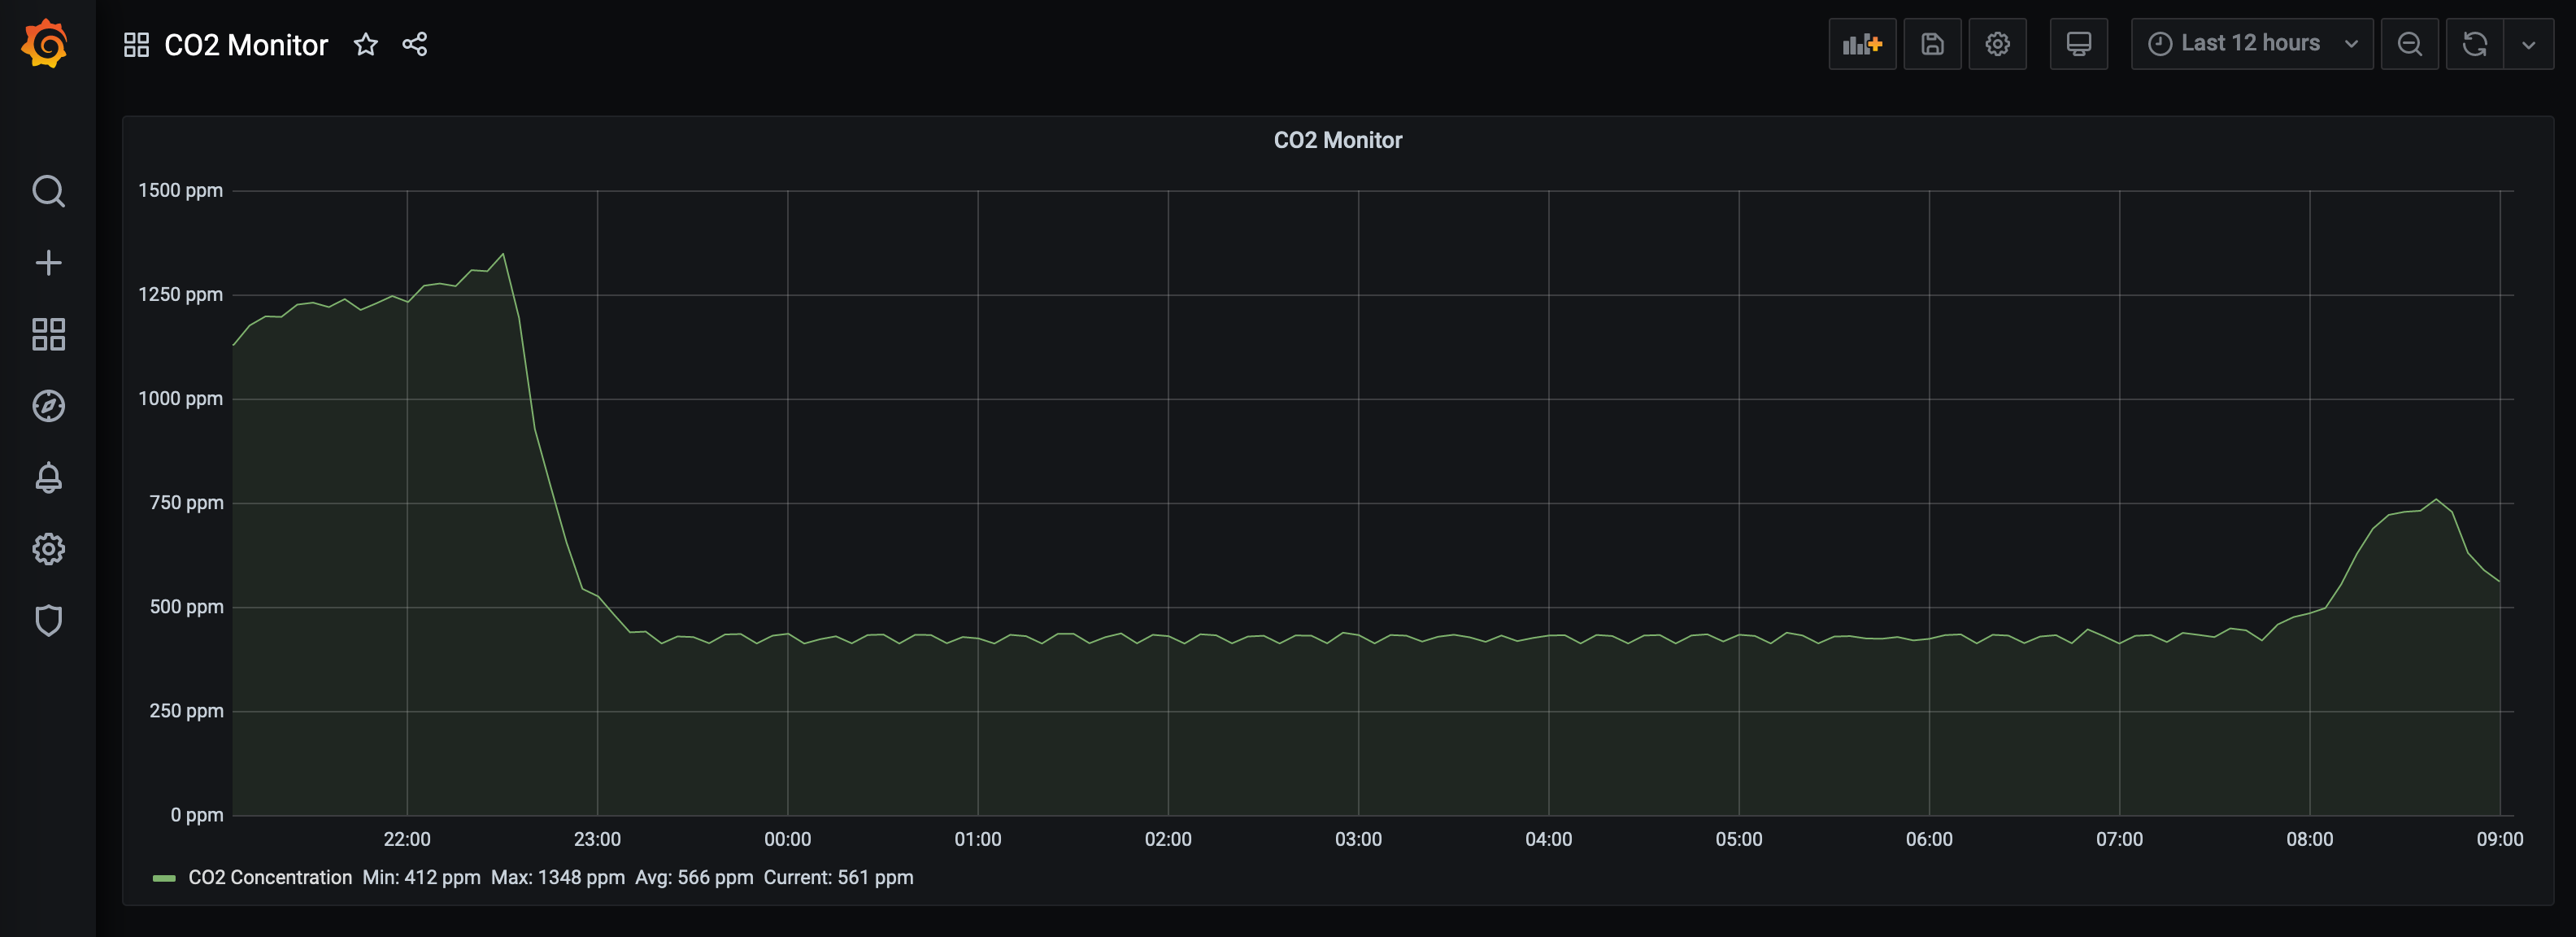 CO2 Monitor
Last 12 hours
CO2 Monitor
1500 ppm
1250 ppm
1000 ppm
750 ppm
500 ppm
250 ppm
0 ppm
22:00 23:00 00:00 01:00 02:00 03:00 04:00 05:00 06:00 07:00 08:00 09:00
CO2 Concentration Min: 412 ppm Max: 1348 ppm Avg: 566 ppm Current: 561 ppm